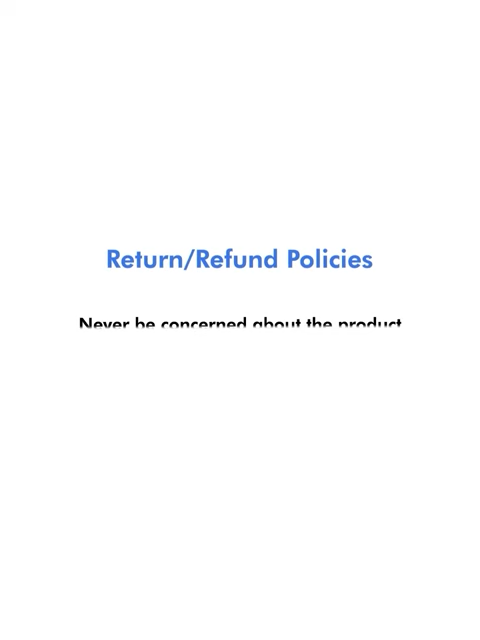 Return/Refund Policies
Never be concerned about the product